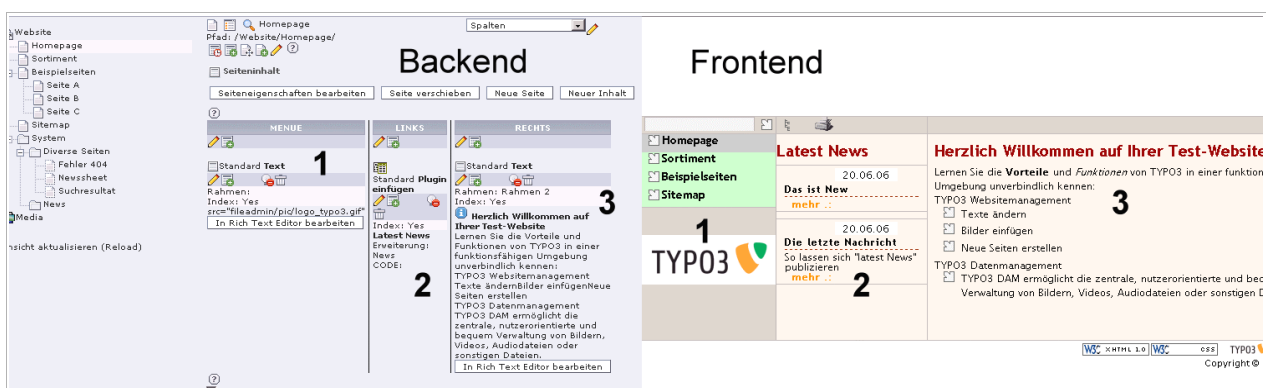 Website
Homepage
Sortiment
Beispielseiten
Seite A
Seite B
Seite C
Sitemap
System
Diverse Seiten
Fehler 404
Newssheet
Suchresultat
News
Media
nsicht aktualisieren (Reload)
Homepage
Pfad: /Website/Homepage/
Spalten
Backend
Seiteninhalt
Seiteneigenschaften bearbeiten
Seite verschieben
Neue Seite
Neuer Inhalt
MENUE
Standard Text
1
Rahmen:
Index: Yes
src="fileadmin/pic/logo_typo3.gif"
In Rich Text Editor bearbeiten
LINKS
Standard Plugin
einfügen
Index: Yes
Latest News
Erweiterung:
News
CODE:
2
RECHTS
Standard Text
Rahmen: Rahmen 2
Index: Yes
3
Herzlich Willkommen auf
Ihrer Test-Website
Lernen Sie die Vorteile und
Funktionen von TYPO3 in einer
funktionsfähigen Umgebung
unverbindlich kennen:
TYPO3 Websitemanagement
Texte ändernBilder einfügenNeue
Seiten erstellen
TYPO3 Datenmanagement
TYPO3 DAM ermöglicht die
zentrale, nutzerorientierte und
bequem Verwaltung von Bildern,
Videos, Audiodateien oder
sonstigen Dateien.
In Rich Text Editor bearbeiten
Frontend
Homepage
Sortiment
Beispielseiten
Sitemap
1
TYPO3
Latest News
20.06.06
Das ist New
mehr .:
20.06.06
Die letzte Nachricht
So lassen sich "latest News"
publizieren
mehr .:
2
Herzlich Willkommen auf Ihrer Test-Website
Lernen Sie die Vorteile und Funktionen von TYPO3 in einer funktion
Umgebung unverbindlich kennen:
TYPO3 Websitemanagement
3
Texte ändern
Bilder einfügen
Neue Seiten erstellen
TYPO3 Datenmanagement
TYPO3 DAM ermöglicht die zentrale, nutzerorientierte und bec
Verwaltung von Bildern, Videos, Audiodateien oder sonstigen D
W3C XHTML 1.0 W3C CSS TYPO3
Copyright ©